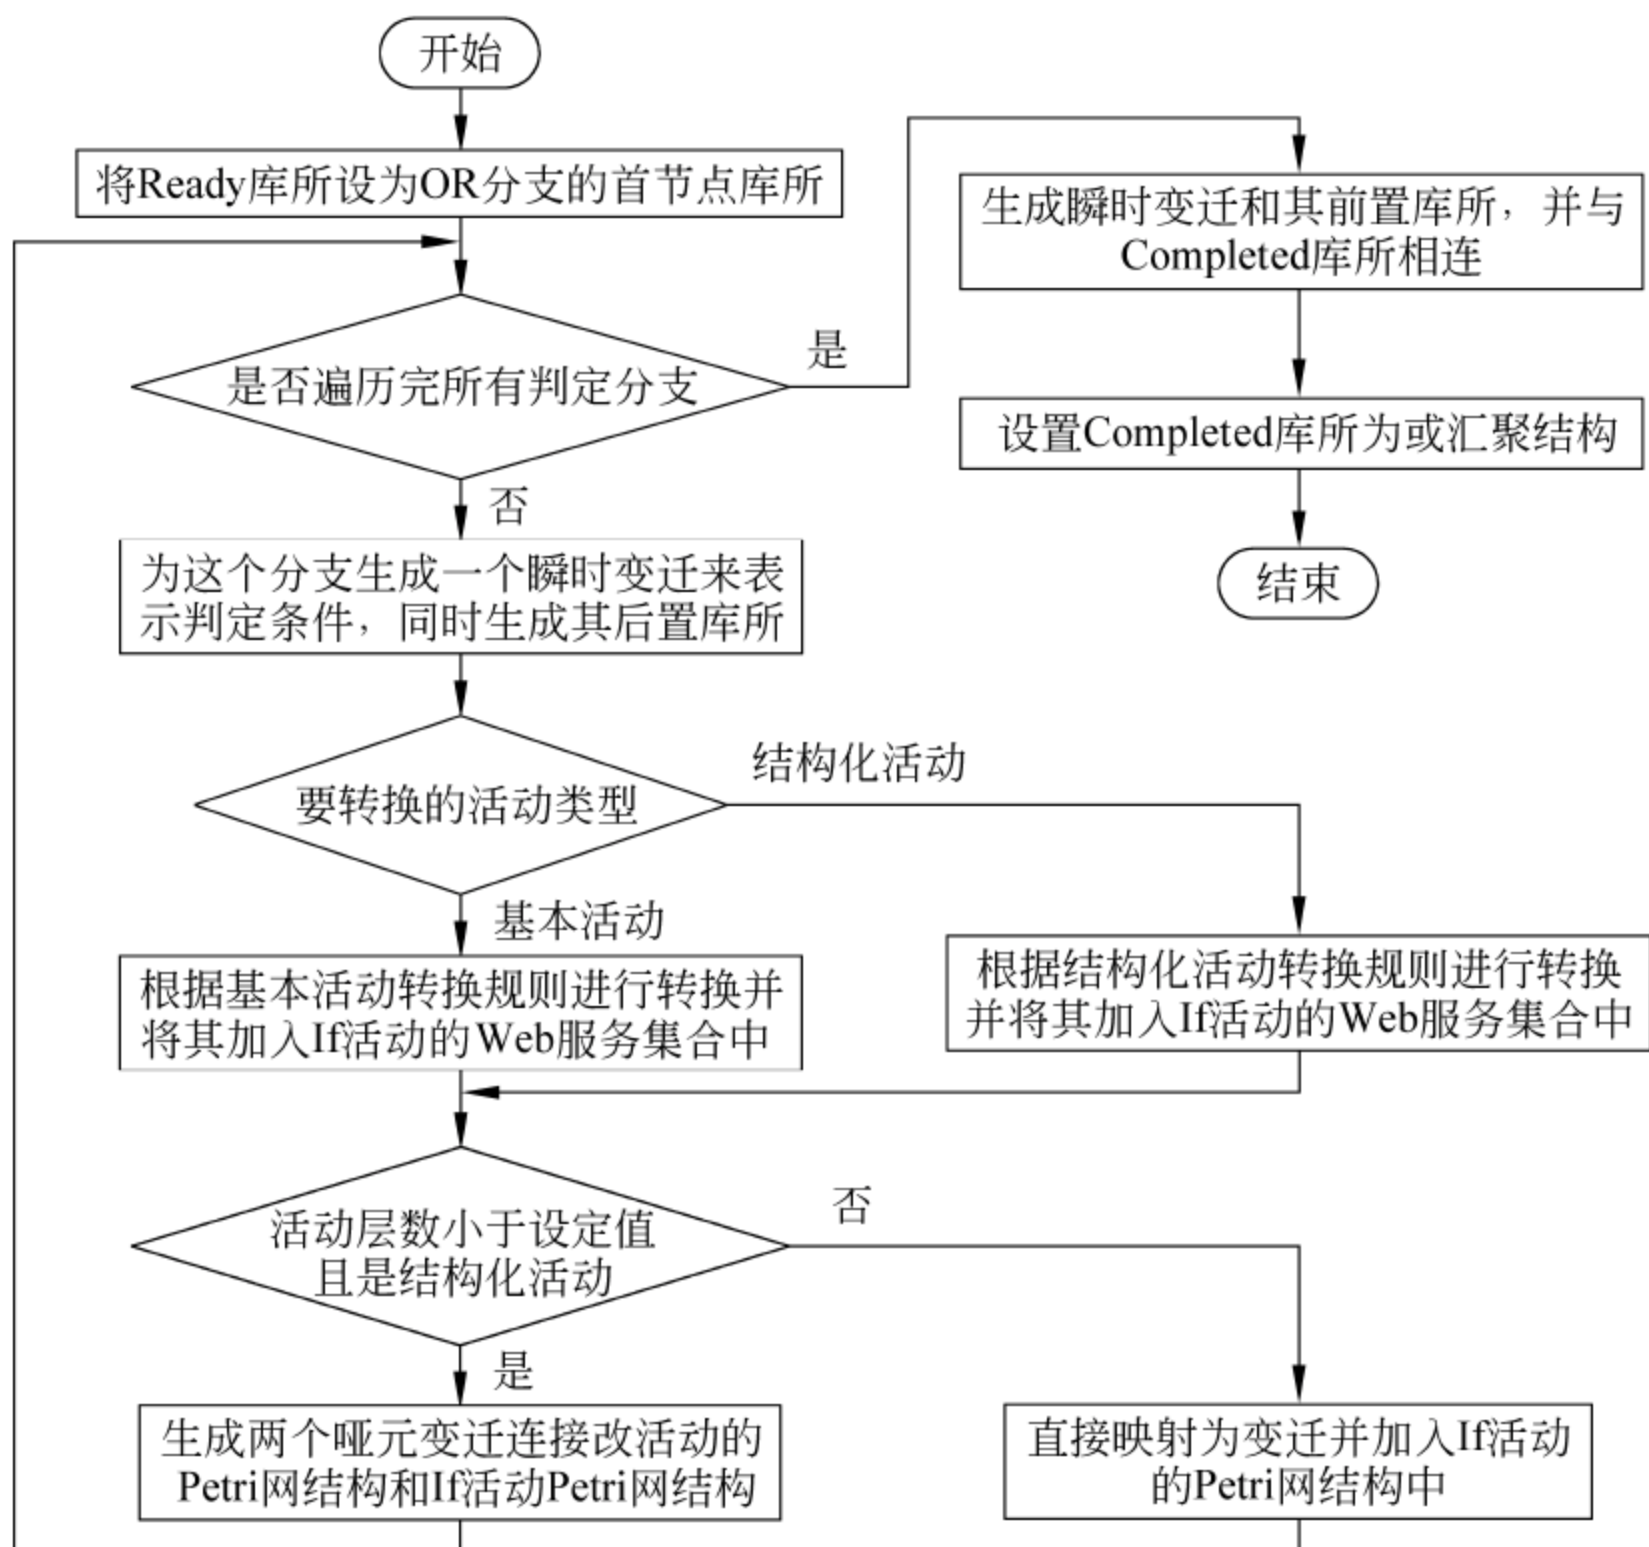 开始
将Ready库所设为OR分支的首节点库所
生成瞬时变迁和其前置库所，并与
Completed库所相连
是
是否遍历完所有判定分支
设置Completed库所为或汇聚结构
否
结束
为这个分支生成一个瞬时变迁来表
示判定条件，同时生成其后置库所
结构化活动
要转换的活动类型
基本活动
根据基本活动转换规则进行转换并
将其加入If活动的Web服务集合中
根据结构化活动转换规则进行转换
并将其加入If活动的Web服务集合中
否
活动层数小于设定值
且是结构化活动
是
生成两个哑元变迁连接改活动的
Petri网结构和If活动Petri网结构
直接映射为变迁并加入If活动
的Petri网结构中